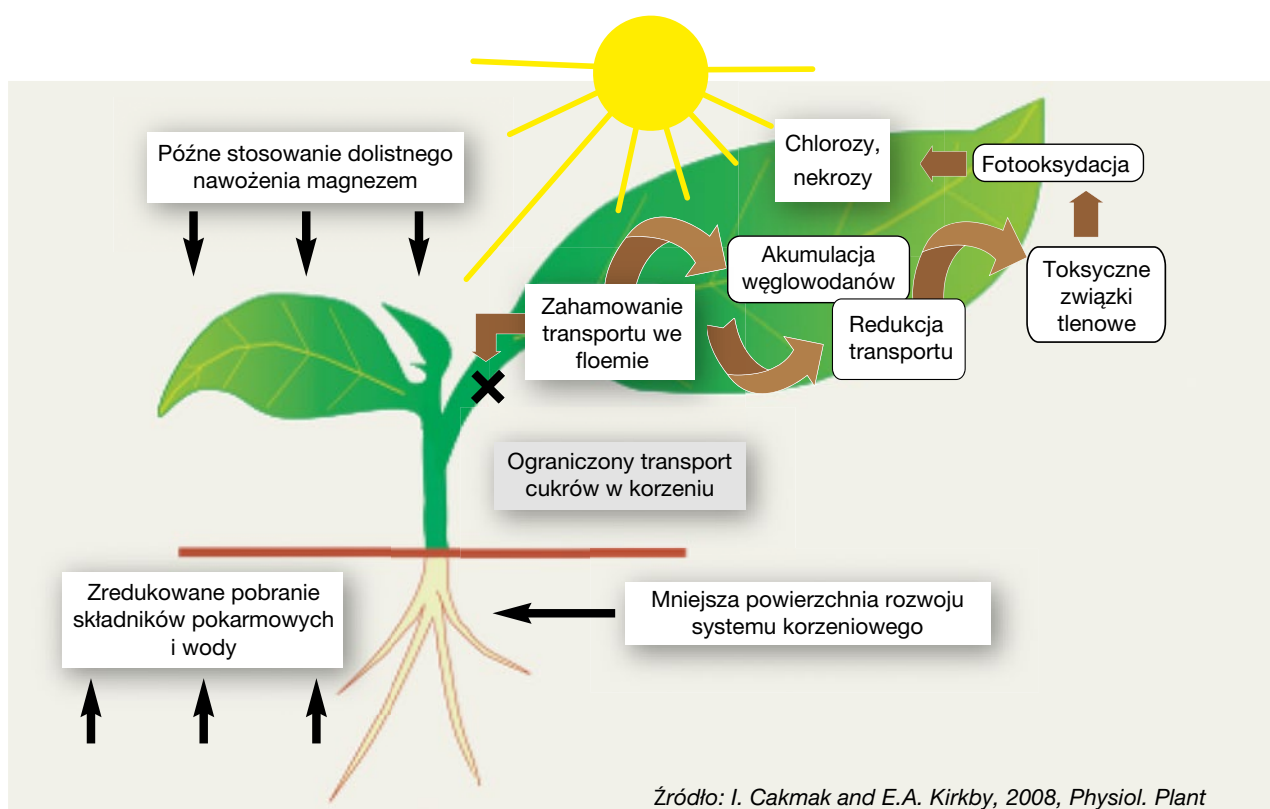 Późne stosowanie dolistnego
nawożenia magnezem
Chlorozy,
nekrozy
Fotooksydacja
Akumulacja
węglowodanów
Toksyczne
związki
tlenowe
Zahamowanie
transportu we
floemie
Redukcja
transportu
Ograniczony transport
cukrów w korzeniu
Zredukowane pobranie
składników pokarmowych
i wody
Mniejsza powierzchnia rozwoju
systemu korzeniowego
Źródło: I. Cakmak and E.A. Kirkby, 2008, Physiol. Plant